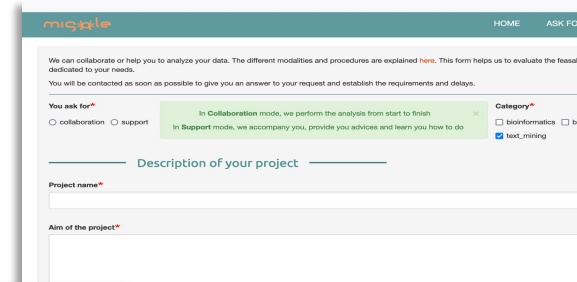 migale
HOME ASK FO
We can collaborate or help you to analyze your data. The different modalities and procedures are explained here. This form helps us to evaluate the feasal
dedicated to your needs.
You will be contacted as soon as possible to give you an answer to your request and establish the requirements and delays.
You ask for*
collaboration support
In Collaboration mode, we perform the analysis from start to finish ×
In Support mode, we accompany you, provide you advices and learn you how to do
Category*
bioinformatics b
text_mining
Description of your project
Project name*
Aim of the project*